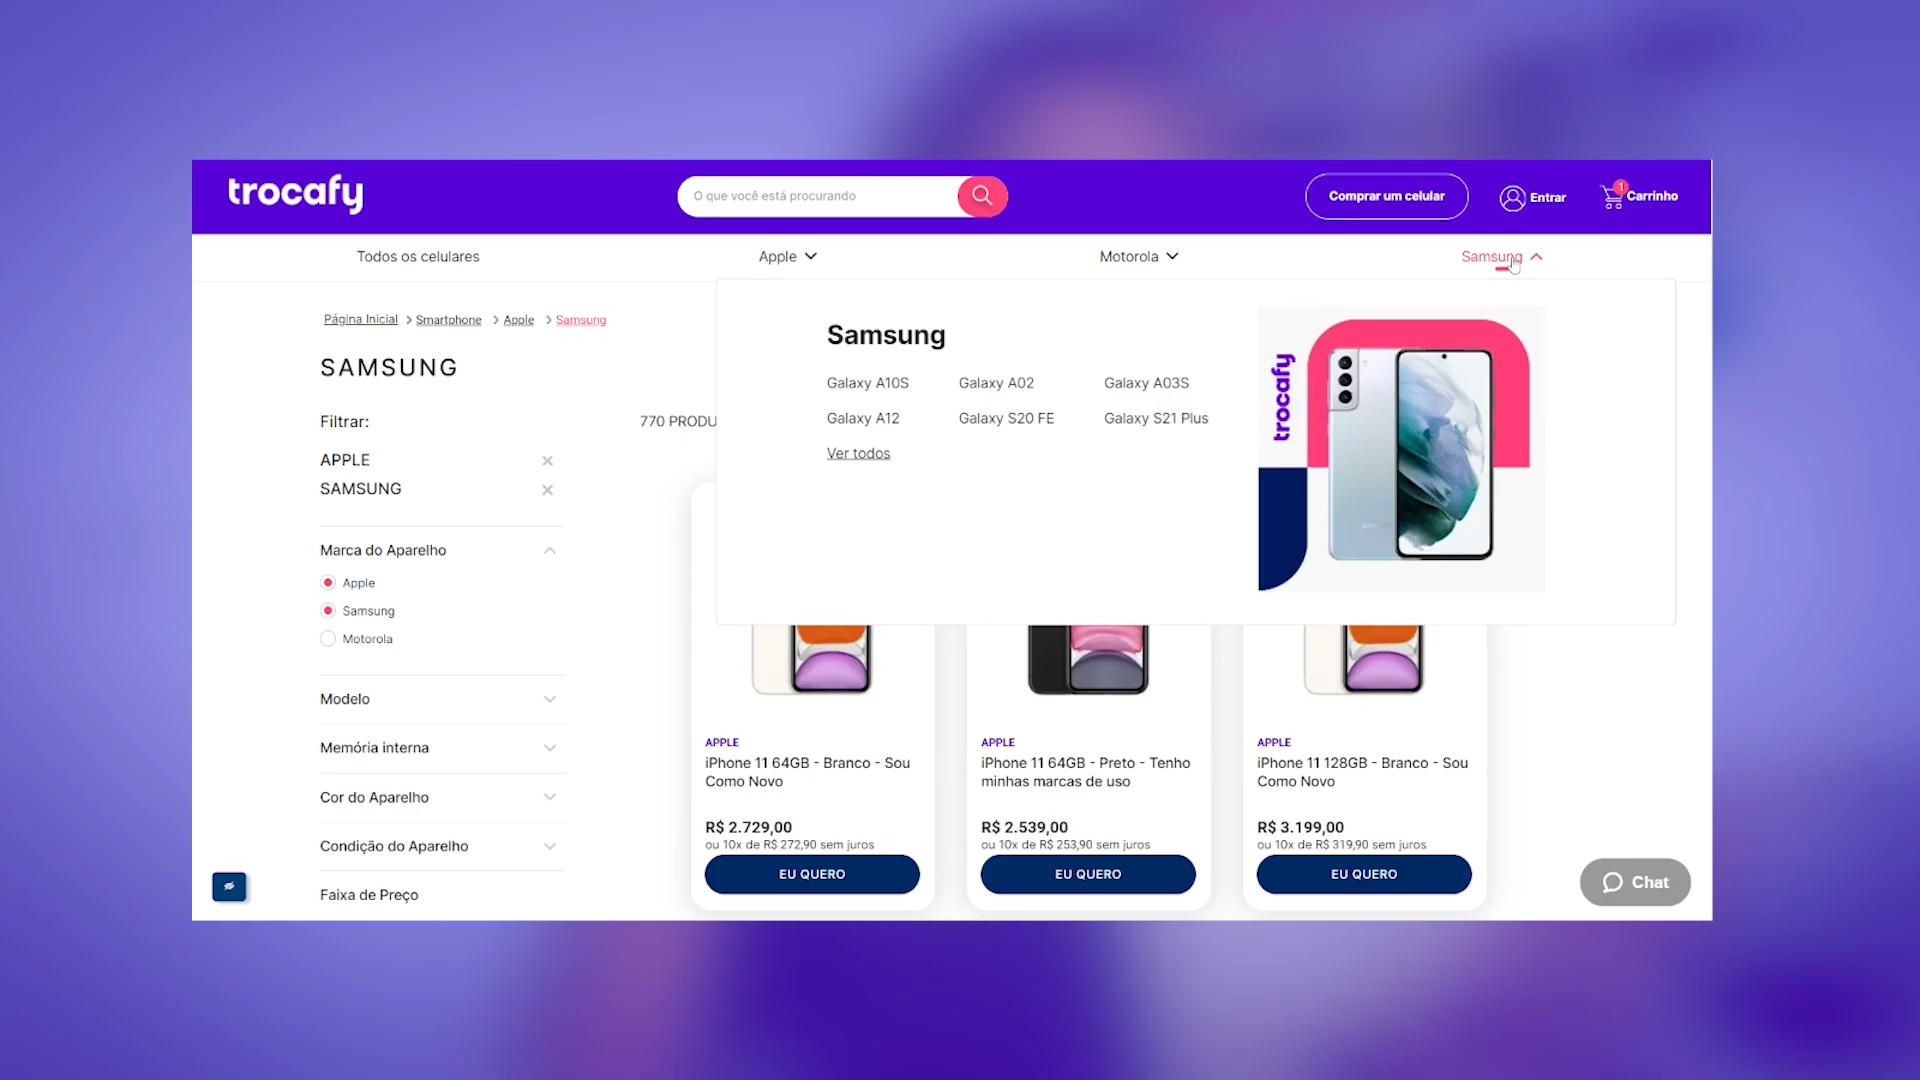 trocafy
O que você está procurando
Comprar um celular
Entrar
1
Carrinho
Todos os celulares
Apple
Motorola
Samsung
Página Inicial > Smartphone > Apple > Samsung
SAMSUNG
Filtrar:
770 PRODU
APPLE
SAMSUNG
Marca do Aparelho
Apple
Samsung
Motorola
Modelo
Memória interna
Cor do Aparelho
Condição do Aparelho
Faixa de Preço
Samsung
Galaxy A10S
Galaxy A02
Galaxy A03S
Galaxy A12
Galaxy S20 FE
Galaxy S21 Plus
Ver todos
trocafy
APPLE
iPhone 11 64GB - Branco - Sou
Como Novo
R$ 2.729,00
ou 10x de R$ 272,90 sem juros
EU QUERO
APPLE
iPhone 11 64GB - Preto - Tenho
minhas marcas de uso
R$ 2.539,00
ou 10x de R$ 253,90 sem juros
EU QUERO
APPLE
iPhone 11 128GB - Branco - Sou
Como Novo
R$ 3.199,00
ou 10x de R$ 319,90 sem juros
EU QUERO
Chat